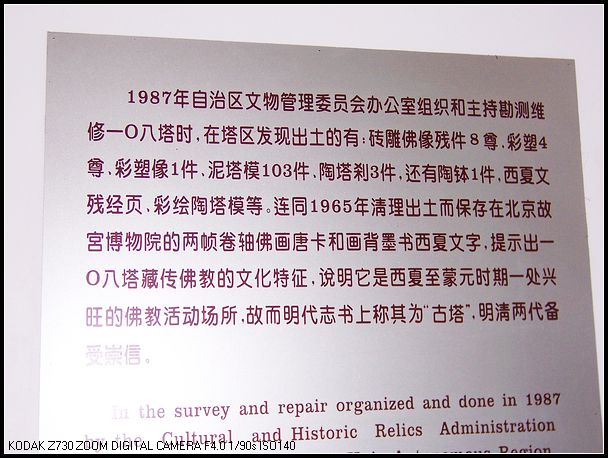 1987年自治区文物管理委员会办公室组织和主持勘测维
修一O八塔时,在塔区发现出土的有:砖雕佛像残件8尊、彩塑4
尊、彩塑像1件、泥塔模103件、陶塔刹3件,还有陶钵1件,西夏文
残经页、彩绘陶塔模等。连同1965年清理出土而保存在北京故
宫博物院的两帧卷轴佛画唐卡和画背墨书西夏文字,提示出一
O八塔藏传佛教的文化特征,说明它是西夏至蒙元时期一处兴
旺的佛教活动场所,故而明代志书上称其为“古塔”,明清两代备
受崇信。
In the survey and repair organized and done in 1987
by the Cultural and Historic Relics Administration
Autonomous Region
KODAK Z730 ZOOM DIGITAL CAMERA F4.0 1/90s ISO140